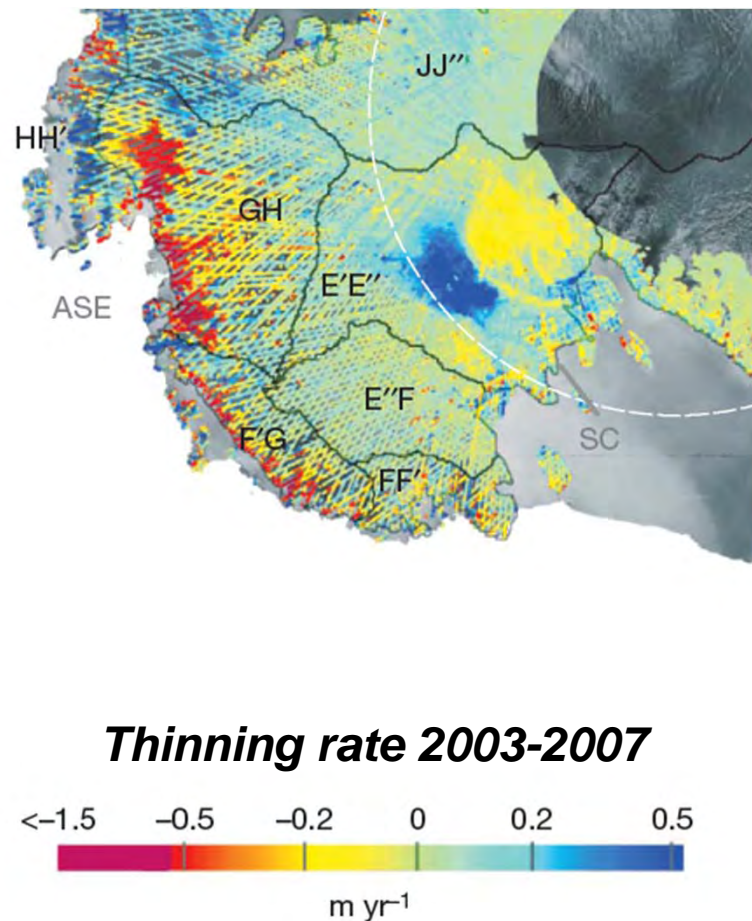 JJ″
HH′
GH
E′E″
ASE
E″F
SC
F′G
FF′
Thinning rate 2003-2007
<–1.5 –0.5 –0.2 0 0.2 0.5
m yr⁻¹